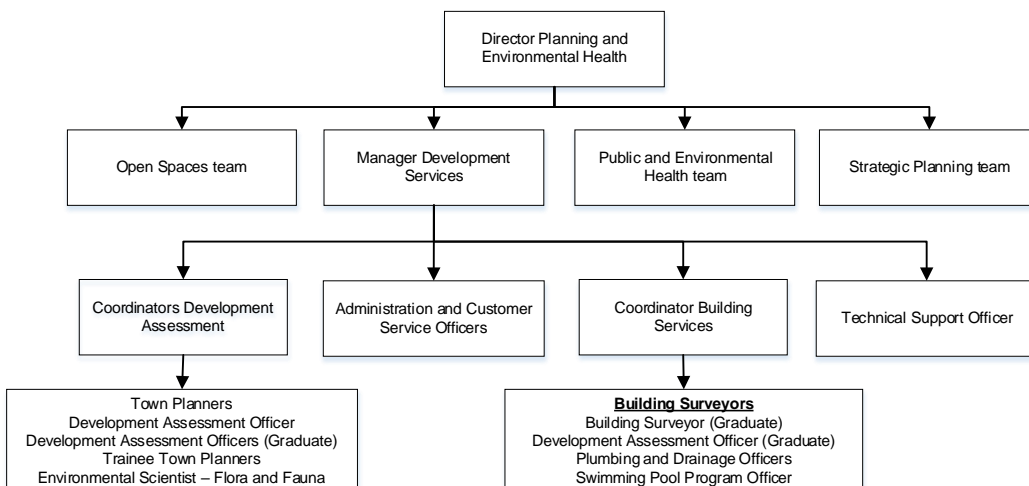 Director Planning and
Environmental Health
Open Spaces team
Manager Development
Services
Public and Environmental
Health team
Strategic Planning team
Coordinators Development
Assessment
Administration and Customer
Service Officers
Coordinator Building
Services
Technical Support Officer
Town Planners
Development Assessment Officer
Development Assessment Officers (Graduate)
Trainee Town Planners
Environmental Scientist – Flora and Fauna
Building Surveyors
Building Surveyor (Graduate)
Development Assessment Officer (Graduate)
Plumbing and Drainage Officers
Swimming Pool Program Officer